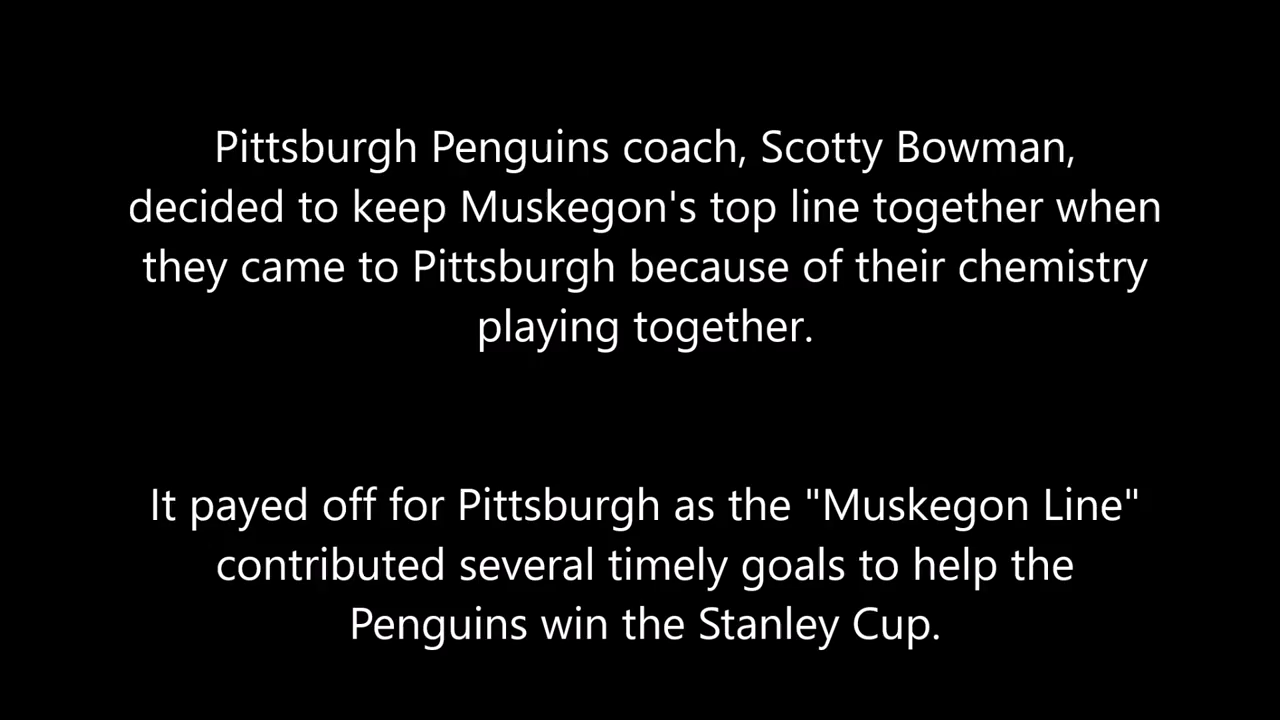 Pittsburgh Penguins coach, Scotty Bowman,
decided to keep Muskegon's top line together when
they came to Pittsburgh because of their chemistry
playing together.
It payed off for Pittsburgh as the "Muskegon Line"
contributed several timely goals to help the
Penguins win the Stanley Cup.